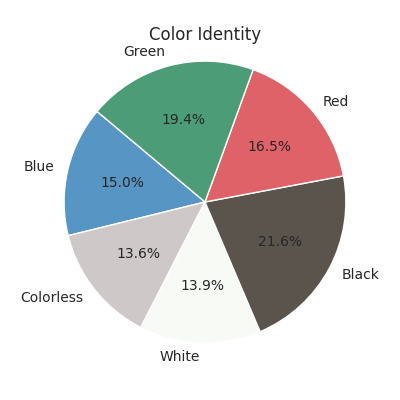 Color Identity
Green
Red
19.4%
16.5%
Blue
15.0%
21.6%
13.6%
Black
13.9%
Colorless
White